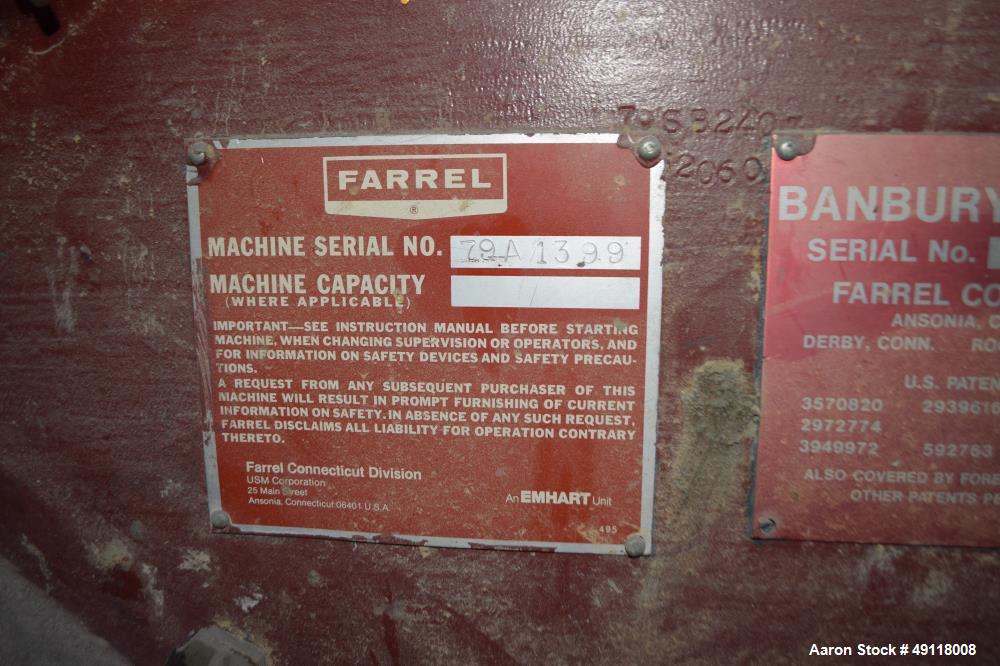 2060
FARREL
®
MACHINE SERIAL NO. 79A 1399
MACHINE CAPACITY
(WHERE APPLICABLE)
IMPORTANT—SEE INSTRUCTION MANUAL BEFORE STARTING
MACHINE, WHEN CHANGING SUPERVISION OR OPERATORS, AND
FOR INFORMATION ON SAFETY DEVICES AND SAFETY PRECAU-
TIONS.
A REQUEST FROM ANY SUBSEQUENT PURCHASER OF THIS
MACHINE WILL RESULT IN PROMPT FURNISHING OF CURRENT
INFORMATION ON SAFETY. IN ABSENCE OF ANY SUCH REQUEST,
FARREL DISCLAIMS ALL LIABILITY FOR OPERATION CONTRARY
THERETO.
Farrel Connecticut Division
USM Corporation
25 Main Street
Ansonia, Connecticut 06401 U.S.A.
An EMHART Unit
495
BANBURY
SERIAL No.
FARREL CO
ANSONIA, C
DERBY, CONN. RO
U.S. PATEN
3570820 2939616
2972774
3949972 592763
ALSO COVERED BY FORE
OTHER PATENTS P
Aaron Stock # 49118008